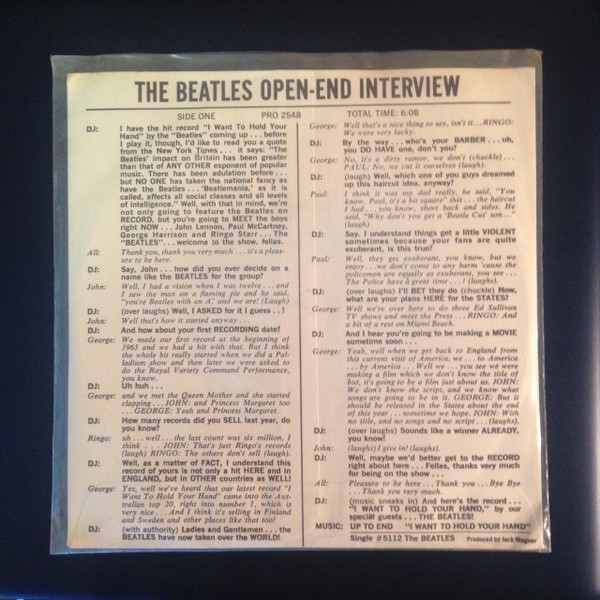 THE BEATLES OPEN-END INTERVIEW
SIDE ONE PRO 2548 TOTAL TIME: 6:08
DJ: I have the hit record "I Want To Hold Your
Hand" by the "Beatles" coming up . . . before
I play it, though, I'd like to read you a quote
from the New York Times . . . it says: "The
Beatles' impact on Britain has been greater
than that of ANY OTHER exponent of popular
music. There has been adulation before . . .
but NO ONE has taken the national fancy as
have the Beatles . . . 'Beatlemania,' as it is
called, affects all social classes and all levels
of intelligence." Well, with that in mind, we're
not only going to feature the Beatles on
RECORD, but you're going to MEET the boys
right NOW . . . John Lennon, Paul McCartney,
George Harrison and Ringo Starr . . . The
"BEATLES" . . . welcome to the show, fellas.
All: Thank you, thank you very much . . . it's a pleas-
ure to be here.
DJ: Say, John . . . how did you ever decide on a
name like the BEATLES for the group?
John: Well, I had a vision when I was twelve . . . and
I saw the man on a flaming pie and he said,
"you're Beatles with an A," and we are! (Laugh)
DJ: (over laughs) Well, I ASKED for it I guess . . !
John: Well that's how it started anyway . . .
DJ: And how about your first RECORDING date?
George: We made our first record at the beginning of
1963 and we had a hit with that. But I think
the whole bit really started when we did a Pal-
ladium show and then later we were asked to
do the Royal Variety Command Performance,
you know.
DJ: Uh huh . . .
George: and we met the Queen Mother and she started
clapping . . . JOHN: and Princess Margaret too
. . . GEORGE: Yeah and Princess Margaret.
DJ: How many records did you SELL last year, do
you know?
Ringo: uh . . . well . . . the last count was six million, I
think . . . JOHN: That's just Ringo's records
(laugh) RINGO: The others don't sell (laugh).
DJ: Well, as a matter of FACT, I understand this
record of yours is not only a hit HERE and in
ENGLAND, but in OTHER countries as WELL!
George: Yes, well we've heard that our latest record "I
Want To Hold Your Hand" came into the Aus-
tralian top 20, right into number 1, which is
very nice . . . And I think it's selling in Finland
and Sweden and other places like that too!
DJ: (with authority) Ladies and Gentlemen . . . the
BEATLES have now taken over the WORLD!
George: Well that's a nice thing to say, isn't it . . . RINGO:
We were very lucky.
DJ: By the way . . . who's your BARBER . . . uh,
you DO HAVE one, don't you?
George: No, it's a dirty rumor, we don't (chuckle) . . .
PAUL: No, we cut it ourselves (laugh).
DJ: (laugh) Well, which one of you guys dreamed
up this haircut idea, anyway?
Paul: I think it was my dad really, he said, "You
know, Paul, it's a bit square" this . . . the haircut
I had . . . you know, short back and sides. He
said, "Why don't you get a 'Beatle Cut' son . . ."
(laugh)
DJ: Say, I understand things get a little VIOLENT
sometimes because your fans are quite
exuberant, is this true?
Paul: Well, they get exuberant, you know, but we
enjoy . . . we don't come to any harm 'cause the
policemen are equally as exuberant, you see . . .
The Police have a great time . . . ! (laughs).
DJ: (over laughs) I'll BET they do (chuckle) Now,
what are your plans HERE for the STATES?
George: Well we're over here to do three Ed Sullivan
TV shows and meet the Press . . . RINGO: And
a bit of rest on Miami Beach.
DJ: And I hear you're going to be making a MOVIE
sometime soon . . .
George: Yeah, well when we get back to England from
this current visit of America, we . . . to America
. . . by America . . . Well we . . . you see we were
making a film which we don't know the title of
but, it's going to be a film just about us. JOHN:
We don't know the script, and we know what
songs are going to be in it. GEORGE: But it
should be released in the States about the end
of this year . . . sometime we hope. JOHN: With
no title, and no songs and no script . . . (laughs).
DJ: (over laughs) Sounds like a winner ALREADY,
you know!
John: (laughs) I give in! (laughs).
DJ: Well, maybe we'd better get to the RECORD
right about here . . . Fellas, thanks very much
for being on the show . . .
All: Pleasure to be here . . . Thank you . . . Bye Bye
. . . Thank you very much.
DJ: (music sneaks in) And here's the record . . .
"I WANT TO HOLD YOUR HAND," by our
special guests . . . THE BEATLES!
MUSIC: UP TO END "I WANT TO HOLD YOUR HAND"
Single #5112 The BEATLES Produced by Jack Wagner